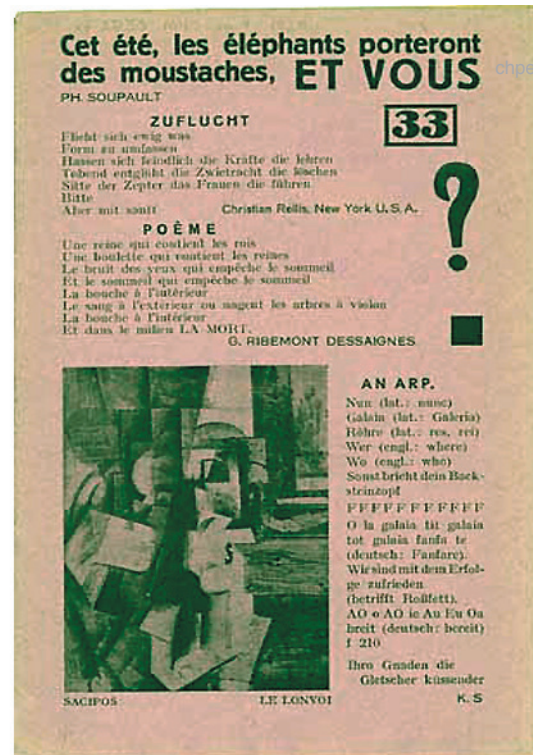 Cet été, les éléphants porteront
des moustaches, ET VOUS
PH. SOUPAULT
33
?
ZUFLUCHT
Flieht sich ewig was
Form zu umfassen
Hassen sich feindlich die Kräfte die lehren
Tobend entglüht die Zwietracht die löschen
Sitte der Zepter das Frauen die führen
Bitte
Aber mit sanft
Christian Reilis, New York U. S. A.
POÈME
Une reine qui contient les rois
Une boulette qui contient les reines
Le bruit des yeux qui empêche le sommeil
Et le sommeil qui empêche le sommeil
La bouche à l'intérieur
Le sang à l'extérieur ou nagent les arbres à violon
La bouche à l'intérieur
Et dans le milieu LA MORT.
G. RIBEMONT DESSAIGNES
AN ARP.
Nun (lat.: nunc)
Galaia (lat.: Galeria)
Röhre (lat.: res, rei)
Wer (engl.: where)
Wo (engl.: who)
Sonst bricht dein Back-
steinzopf
F F F F F F F F F F F
O la galaia tit galaia
tot galaia fanfa te
(deutsch: Fanfare).
Wir sind mit dem Erfol-
ge zufrieden
(betrifft Roßfett).
AO o AO ie Au Eu Oa
breit (deutsch: bereit)
f 210
Ihro Gnaden die
Gletscher küssender
K. S
$
SACIPOS
LE LONVOI